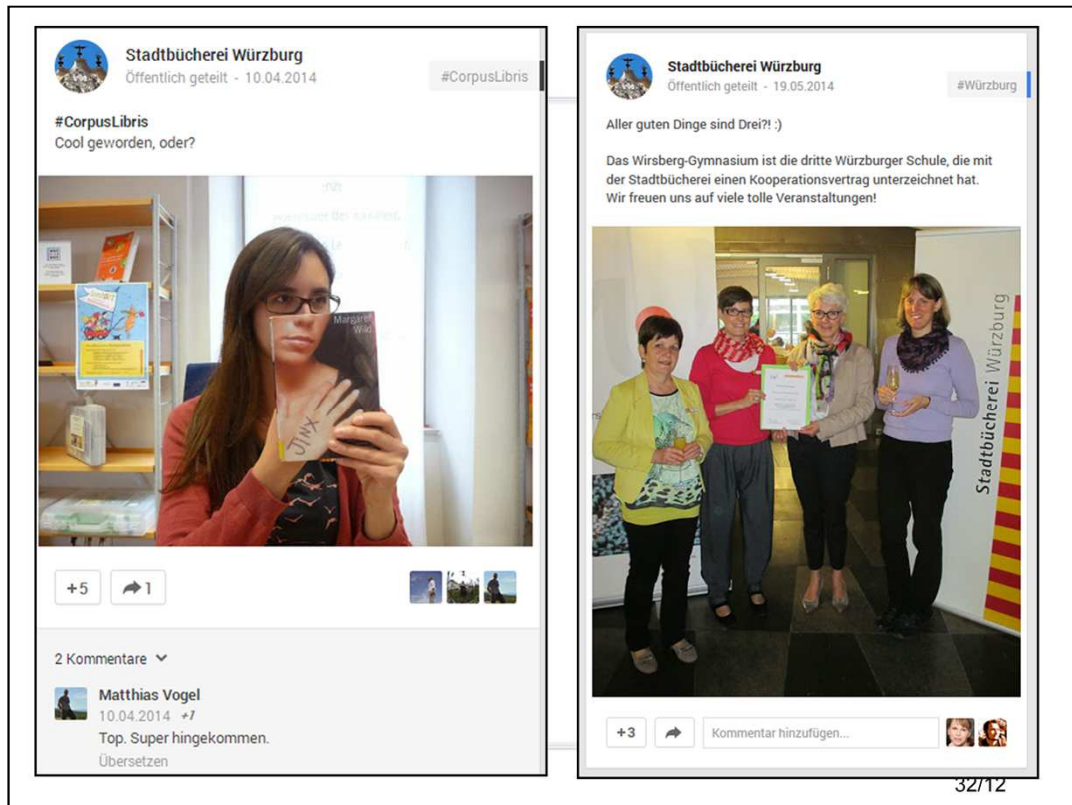 Stadtbücherei Würzburg
Öffentlich geteilt - 10.04.2014
#CorpusLibris
#CorpusLibris
Cool geworden, oder?
Margaret
Wild
JINX
+5
1
2 Kommentare
Matthias Vogel
10.04.2014 +1
Top. Super hingekommen.
Übersetzen
Stadtbücherei Würzburg
Öffentlich geteilt - 19.05.2014
#Würzburg
Aller guten Dinge sind Drei?! :)
Das Wirsberg-Gymnasium ist die dritte Würzburger Schule, die mit
der Stadtbücherei einen Kooperationsvertrag unterzeichnet hat.
Wir freuen uns auf viele tolle Veranstaltungen!
Stadtbücherei Würzburg
+3
Kommentar hinzufügen...
32/12